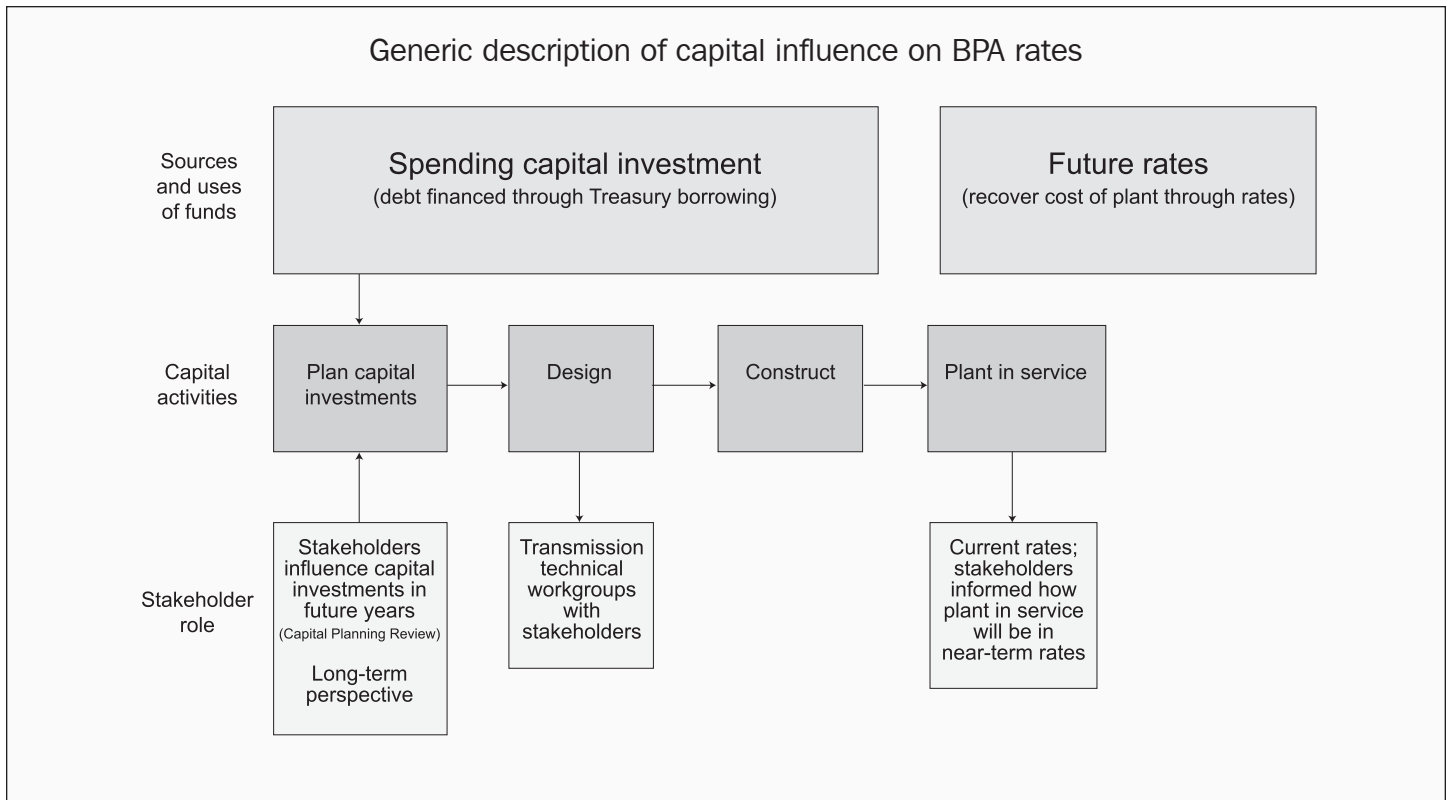 Generic description of capital influence on BPA rates
Sources
and uses
of funds
Spending capital investment
(debt financed through Treasury borrowing)
Future rates
(recover cost of plant through rates)
Capital
activities
Plan capital
investments
Design
Construct
Plant in service
Stakeholder
role
Stakeholders
influence capital
investments in
future years
(Capital Planning Review)
Long-term
perspective
Transmission
technical
workgroups
with
stakeholders
Current rates;
stakeholders
informed how
plant in service
will be in
near-term rates